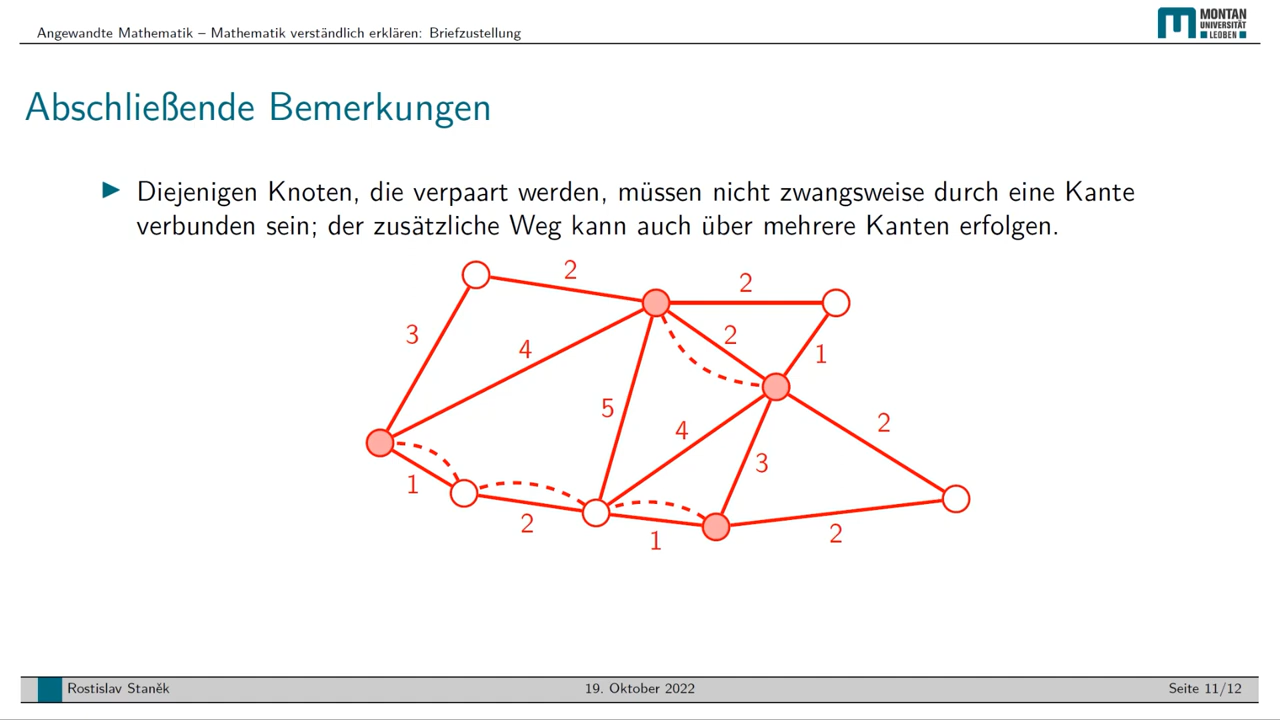 Angewandte Mathematik – Mathematik verständlich erklären: Briefzustellung
MONTAN
UNIVERSITÄT
LEOBEN
Abschließende Bemerkungen
Diejenigen Knoten, die verpaart werden, müssen nicht zwangsweise durch eine Kante
verbunden sein; der zusätzliche Weg kann auch über mehrere Kanten erfolgen.
2
2
3
4
2
1
5
4
2
3
1
2
1
2
Rostislav Staněk
19. Oktober 2022
Seite 11/12